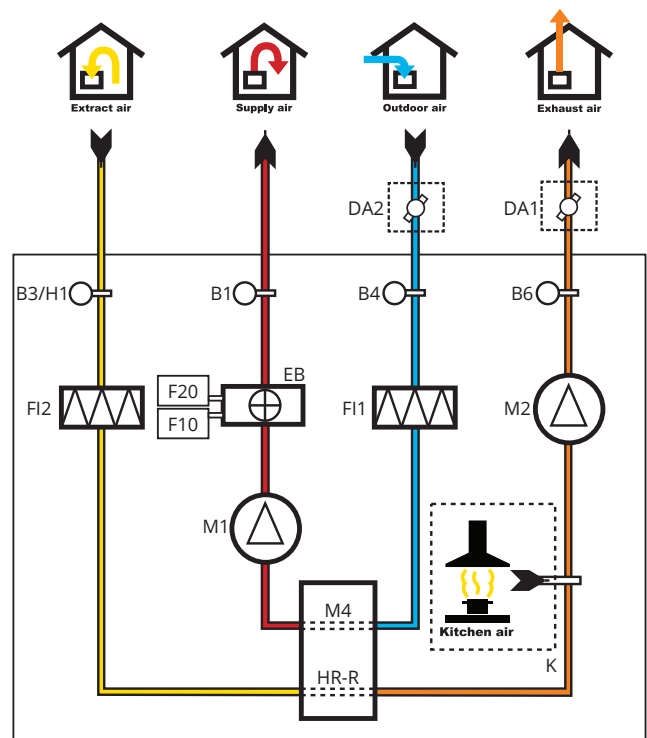 Extract air
Supply air
Outdoor air
Exhaust air
DA2
DA1
B3/H1
B1
B4
B6
EB
F20
F10
FI2
FI1
M2
M1
M4
Kitchen air
HR-R
K